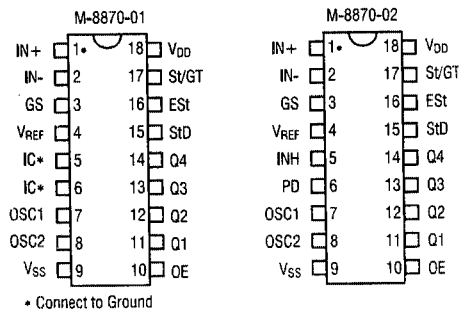 M-8870-01
IN+ 1• 18 VDD
IN- 2 17 St/GT
GS 3 16 ESt
VREF 4 15 StD
IC* 5 14 Q4
IC* 6 13 Q3
OSC1 7 12 Q2
OSC2 8 11 Q1
VSS 9 10 OE
• Connect to Ground
M-8870-02
IN+ 1• 18 VDD
IN- 2 17 St/GT
GS 3 16 ESt
VREF 4 15 StD
INH 5 14 Q4
PD 6 13 Q3
OSC1 7 12 Q2
OSC2 8 11 Q1
VSS 9 10 OE